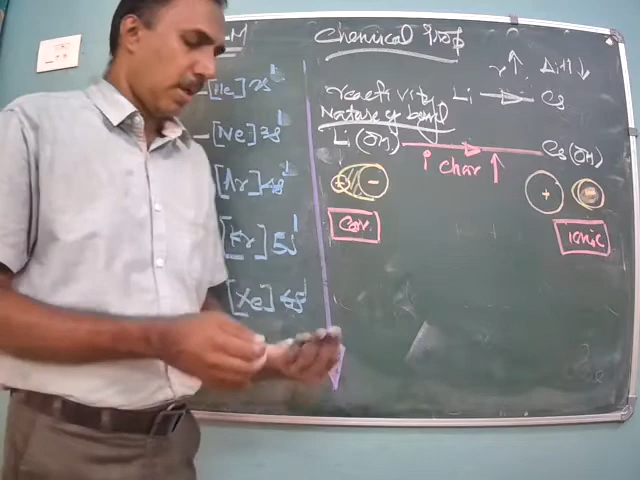 M
[He] 2s¹
[Ne] 3s¹
[Ar] 4s¹
[Kr] 5s¹
[Xe] 6s¹
Chemical Prop
r↑ ΔiH↓
reactivity Li → Cs
Nature of bond
Li (OH) → Cs (OH)
i char ↑
+ -
+ -
Cov.
ionic